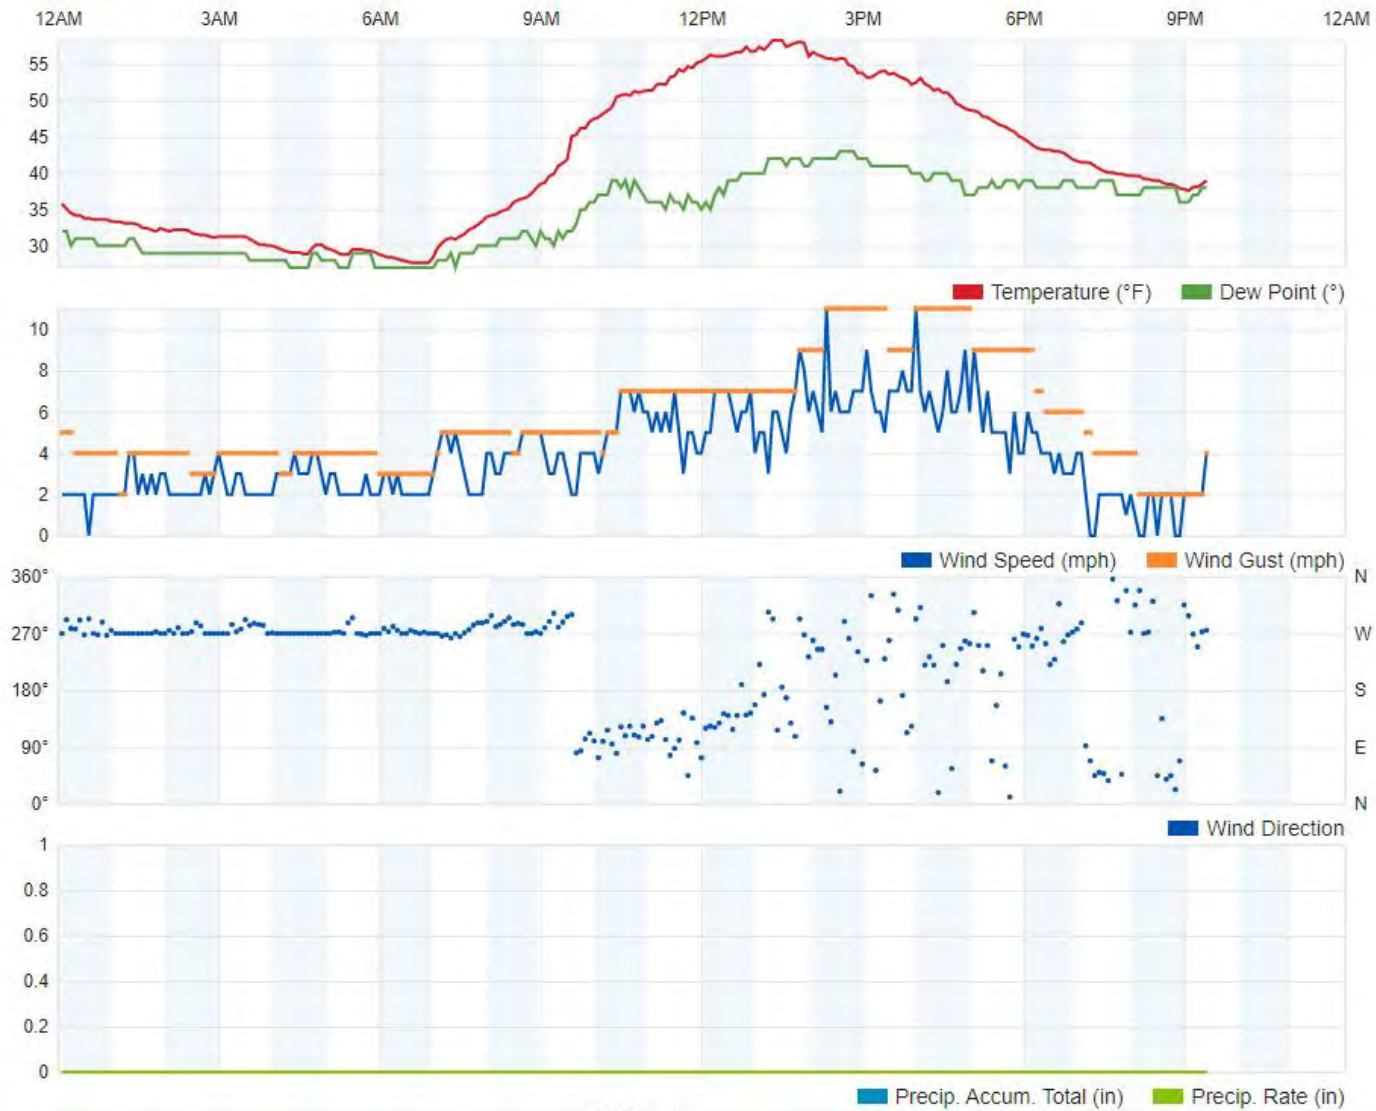 12AM 3AM 6AM 9AM 12PM 3PM 6PM 9PM 12AM
55
50
45
40
35
30
Temperature (°F) Dew Point (°)
10
8
6
4
2
0
Wind Speed (mph) Wind Gust (mph)
360° N
270° W
180° S
90° E
0° N
Wind Direction
1
0.8
0.6
0.4
0.2
0
Precip. Accum. Total (in) Precip. Rate (in)